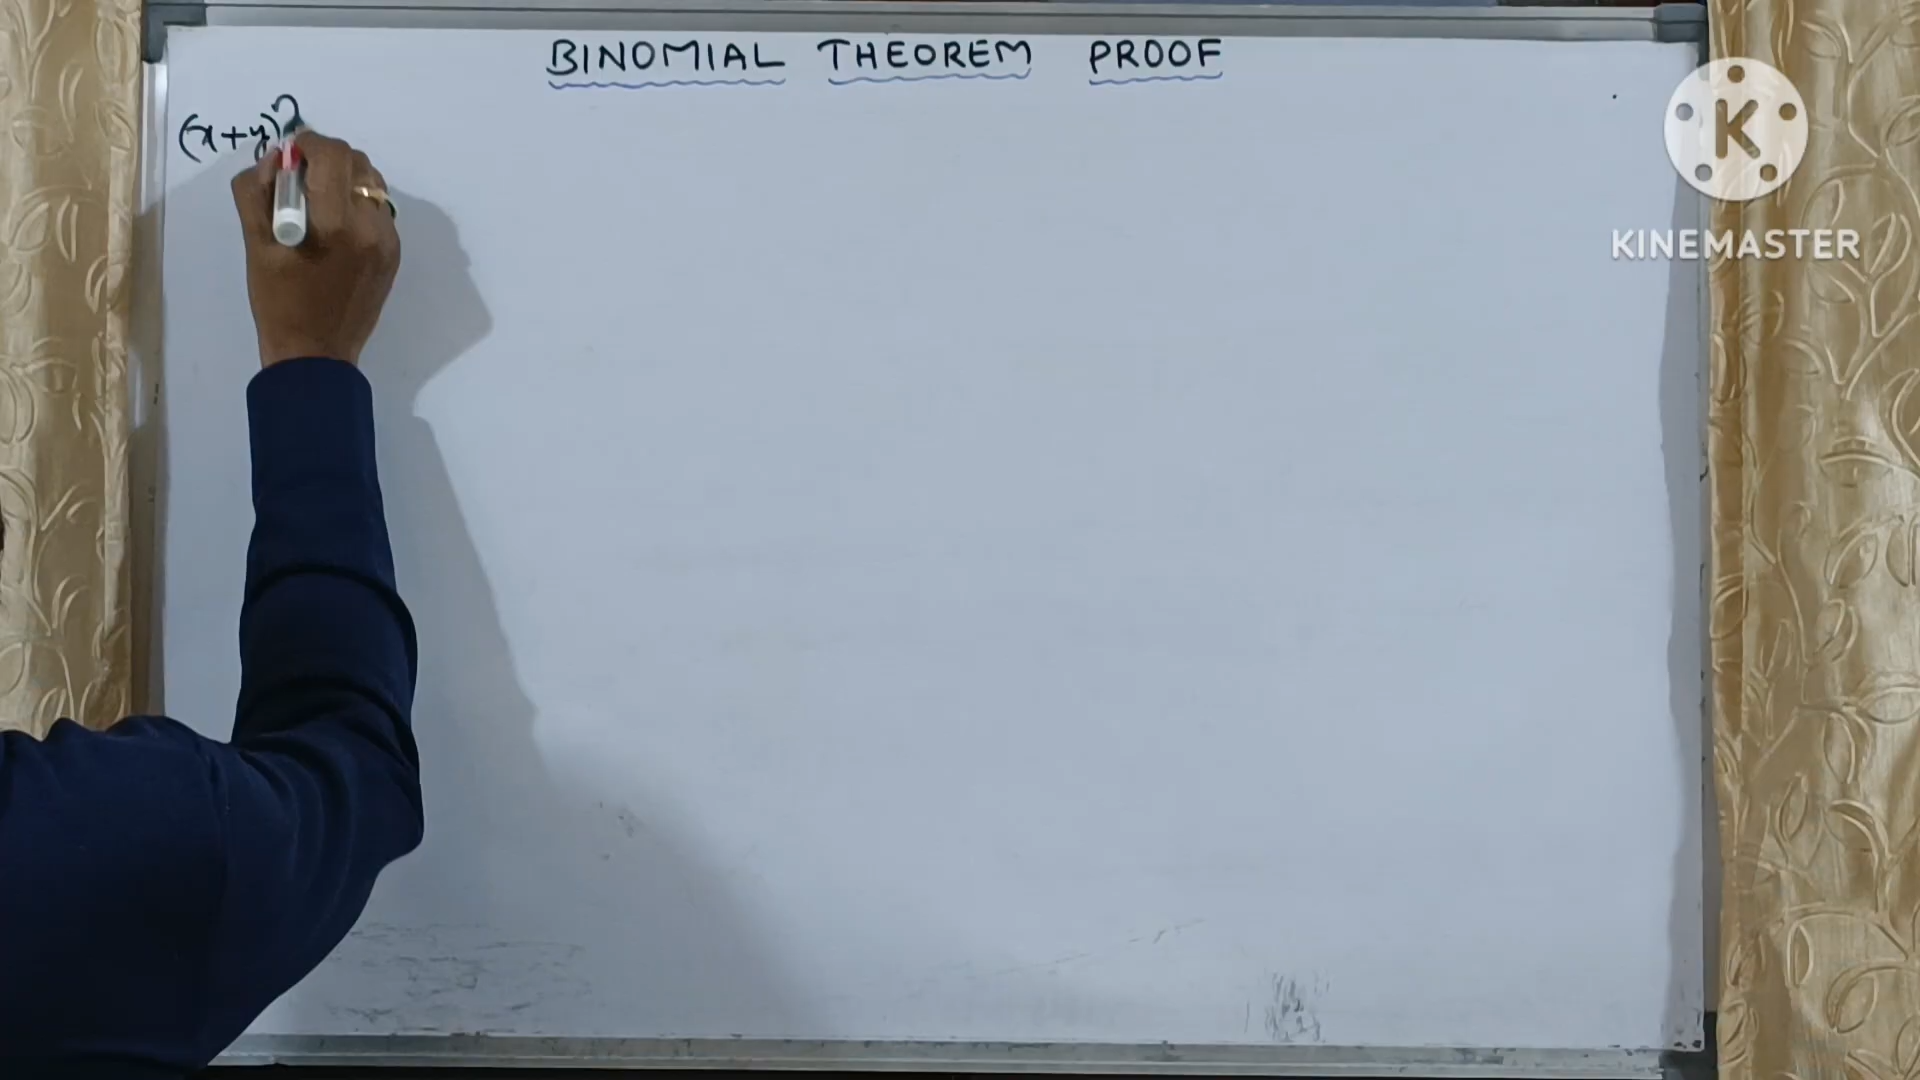 BINOMIAL THEOREM PROOF
(x+y)
K
KINEMASTER